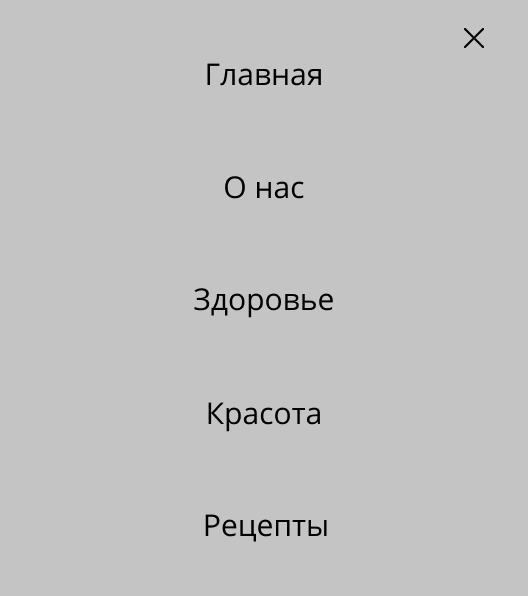 Главная
О нас
Здоровье
Красота
Рецепты